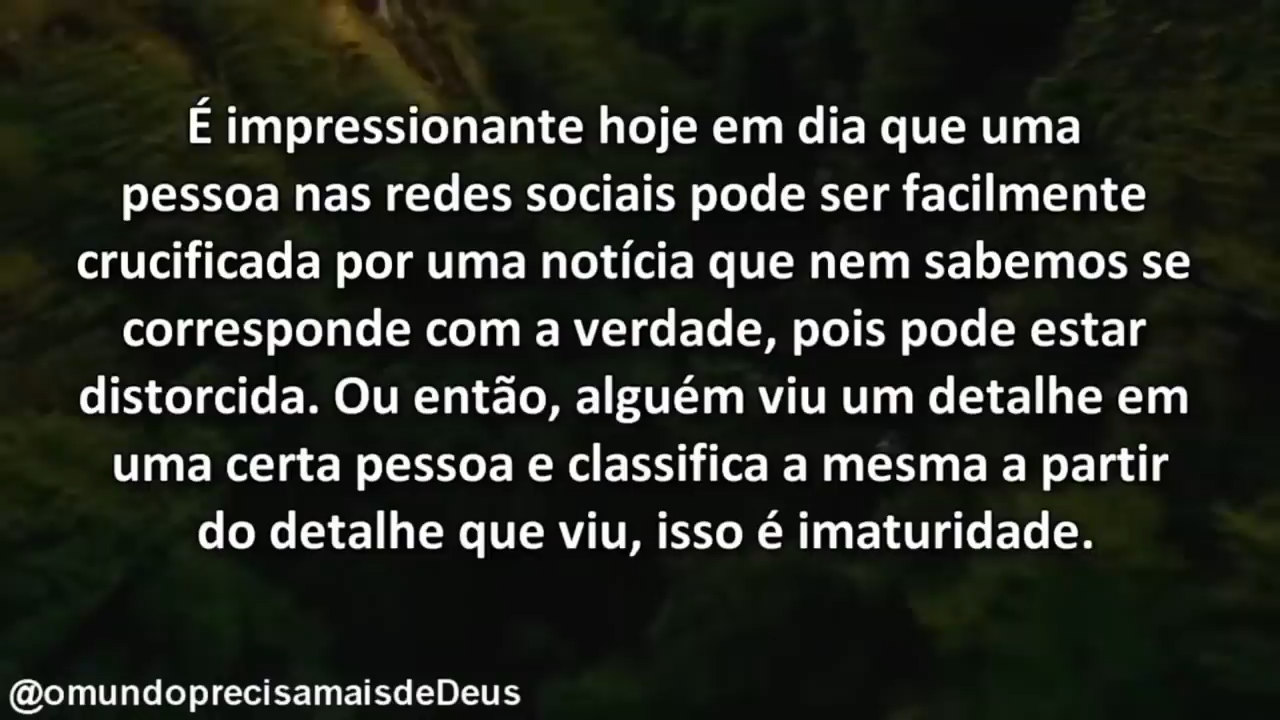 É impressionante hoje em dia que uma
pessoa nas redes sociais pode ser facilmente
crucificada por uma notícia que nem sabemos se
corresponde com a verdade, pois pode estar
distorcida. Ou então, alguém viu um detalhe em
uma certa pessoa e classifica a mesma a partir
do detalhe que viu, isso é imaturidade.
@omundoprecisamaisdeDeus